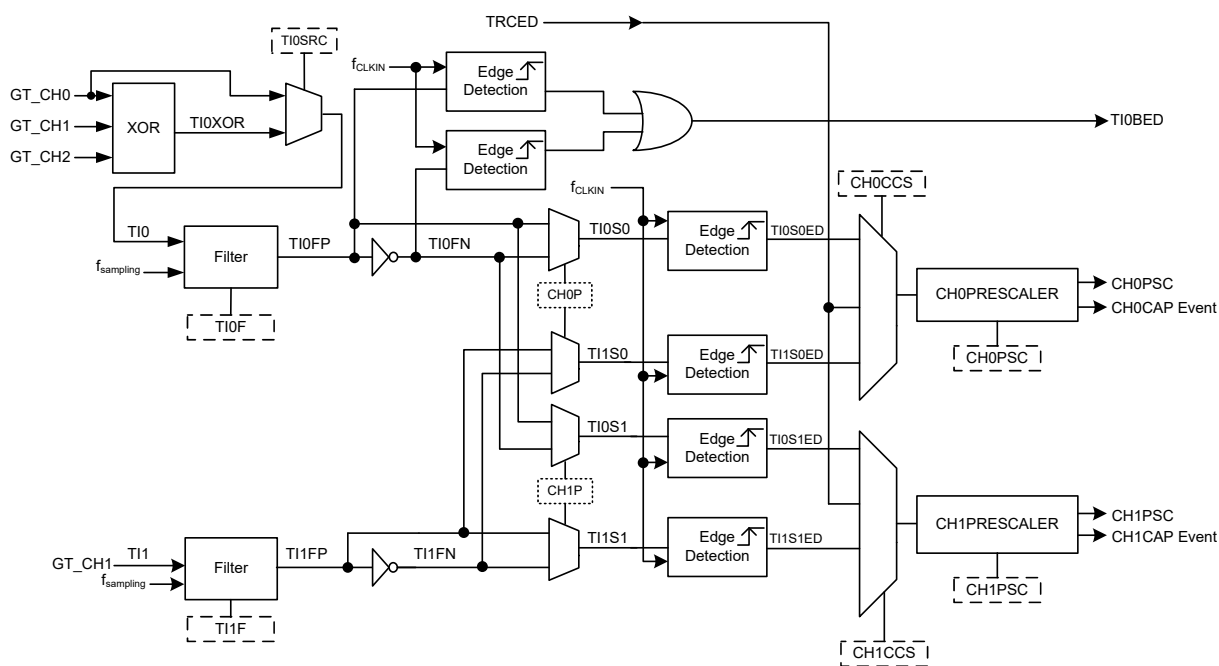 TRCED
TI0SRC
fCLKIN
Edge
Detection
GT_CH0
GT_CH1
GT_CH2
XOR
TI0XOR
TI0BED
Edge
Detection
fCLKIN
CH0CCS
TI0
fsampling
Filter
TI0FP
TI0FN
TI0S0
Edge
Detection
TI0S0ED
TI0F
CH0P
CH0PRESCALER
CH0PSC
CH0CAP Event
CH0PSC
TI1S0
Edge
Detection
TI1S0ED
TI0S1
Edge
Detection
TI0S1ED
CH1P
GT_CH1
TI1
fsampling
Filter
TI1FP
TI1FN
TI1S1
Edge
Detection
TI1S1ED
CH1PRESCALER
CH1PSC
CH1CAP Event
CH1PSC
TI1F
CH1CCS